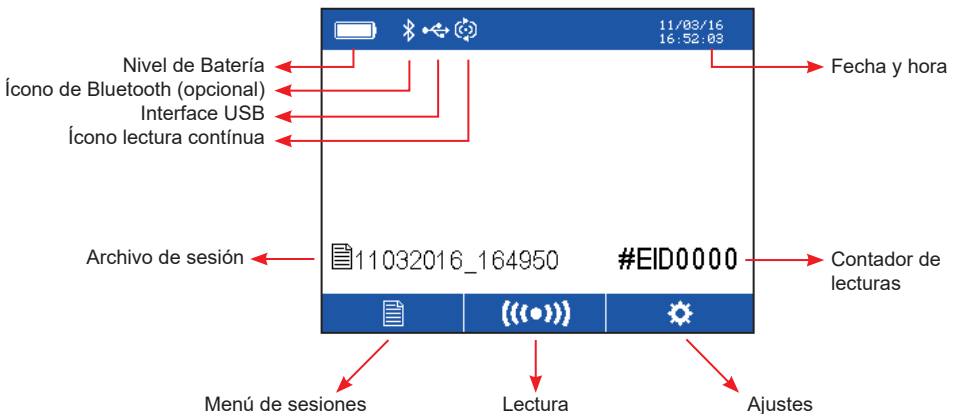 11/03/16
16:52:03
Nivel de Batería
Fecha y hora
Ícono de Bluetooth (opcional)
Interface USB
Ícono lectura contínua
Archivo de sesión
11032016_164950
#EID0000
Contador de
lecturas
Menú de sesiones
Lectura
Ajustes